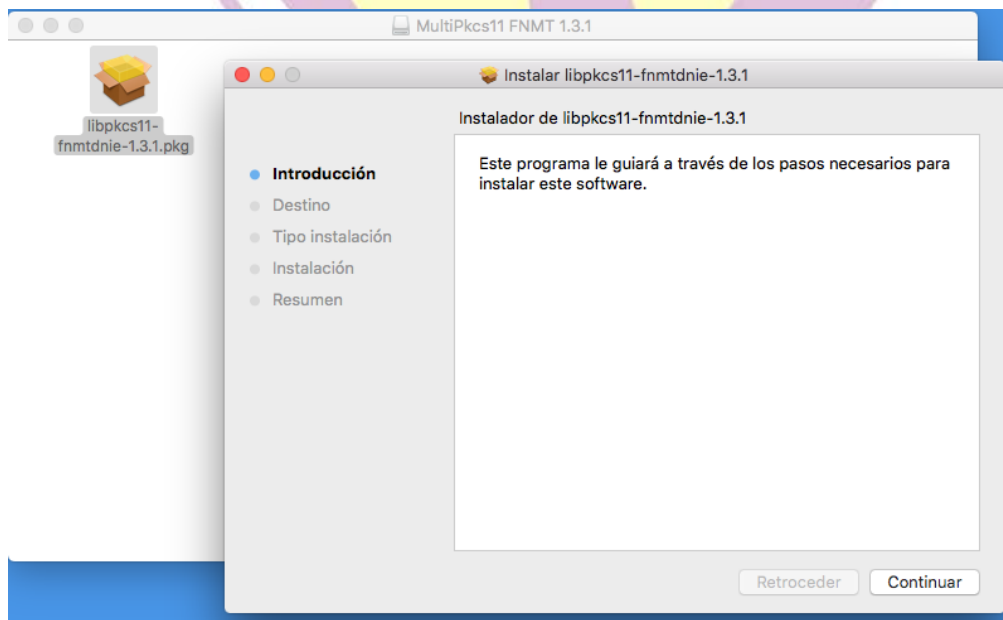 MultiPkcs11 FNMT 1.3.1
libpkcs11-
fnmtdnie-1.3.1.pkg
Instalar libpkcs11-fnmtdnie-1.3.1
Instalador de libpkcs11-fnmtdnie-1.3.1
Introducción
Destino
Tipo instalación
Instalación
Resumen
Este programa le guiará a través de los pasos necesarios para
instalar este software.
Retroceder
Continuar